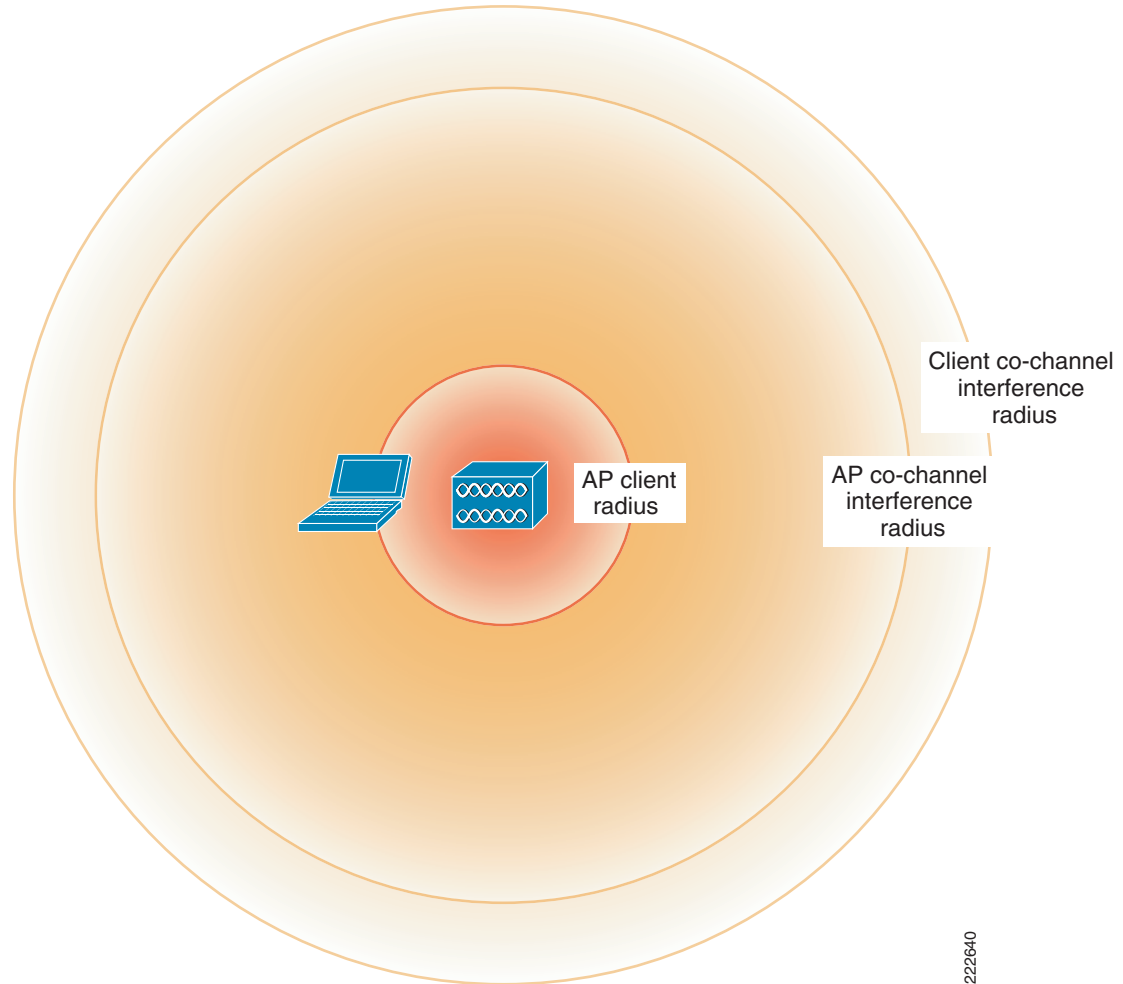 Client co-channel
interference
radius
AP client
radius
AP co-channel
interference
radius
222640